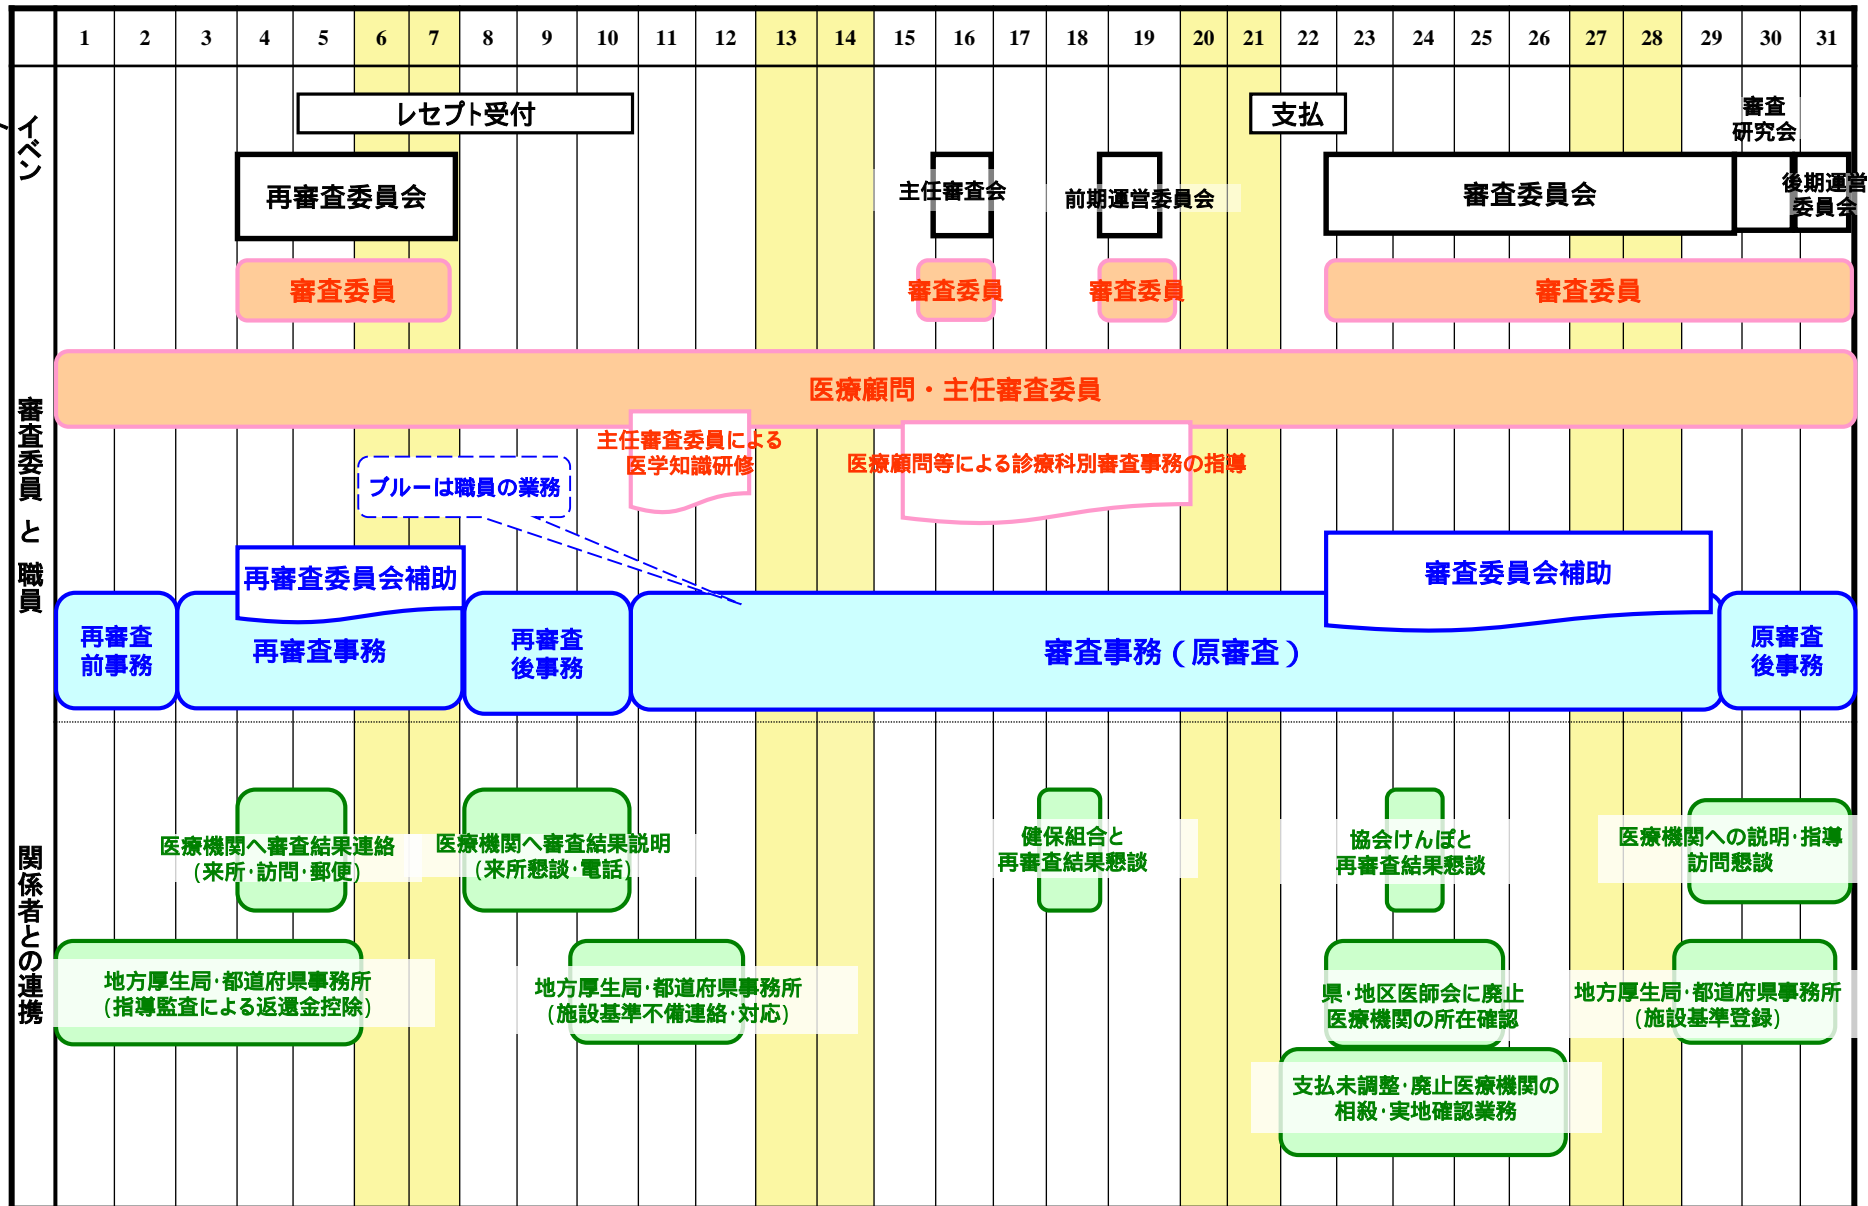 1 2 3 4 5 6 7 8 9 10 11 12 13 14 15 16 17 18 19 20 21 22 23 24 25 26 27 28 29 30 31
イベント
レセプト受付
支払
審査
研究会
再審査委員会
主任審査会
前期運営委員会
審査委員会
後期運営
委員会
審査委員
審査委員
審査委員
審査委員
審査委員 と 職員
医療顧問・主任審査委員
主任審査委員による
医学知識研修
医療顧問等による診療科別審査事務の指導
ブルーは職員の業務
再審査委員会補助
審査委員会補助
再審査
前事務
再審査事務
再審査
後事務
審査事務（原審査）
原審査
後事務
関係者との連携
医療機関へ審査結果連絡
(来所･訪問･郵便)
医療機関へ審査結果説明
(来所懇談･電話)
健保組合と
再審査結果懇談
協会けんぽと
再審査結果懇談
医療機関への説明･指導
訪問懇談
地方厚生局･都道府県事務所
(指導監査による返還金控除)
地方厚生局･都道府県事務所
(施設基準不備連絡･対応)
県･地区医師会に廃止
医療機関の所在確認
地方厚生局･都道府県事務所
(施設基準登録)
支払未調整･廃止医療機関の
相殺･実地確認業務